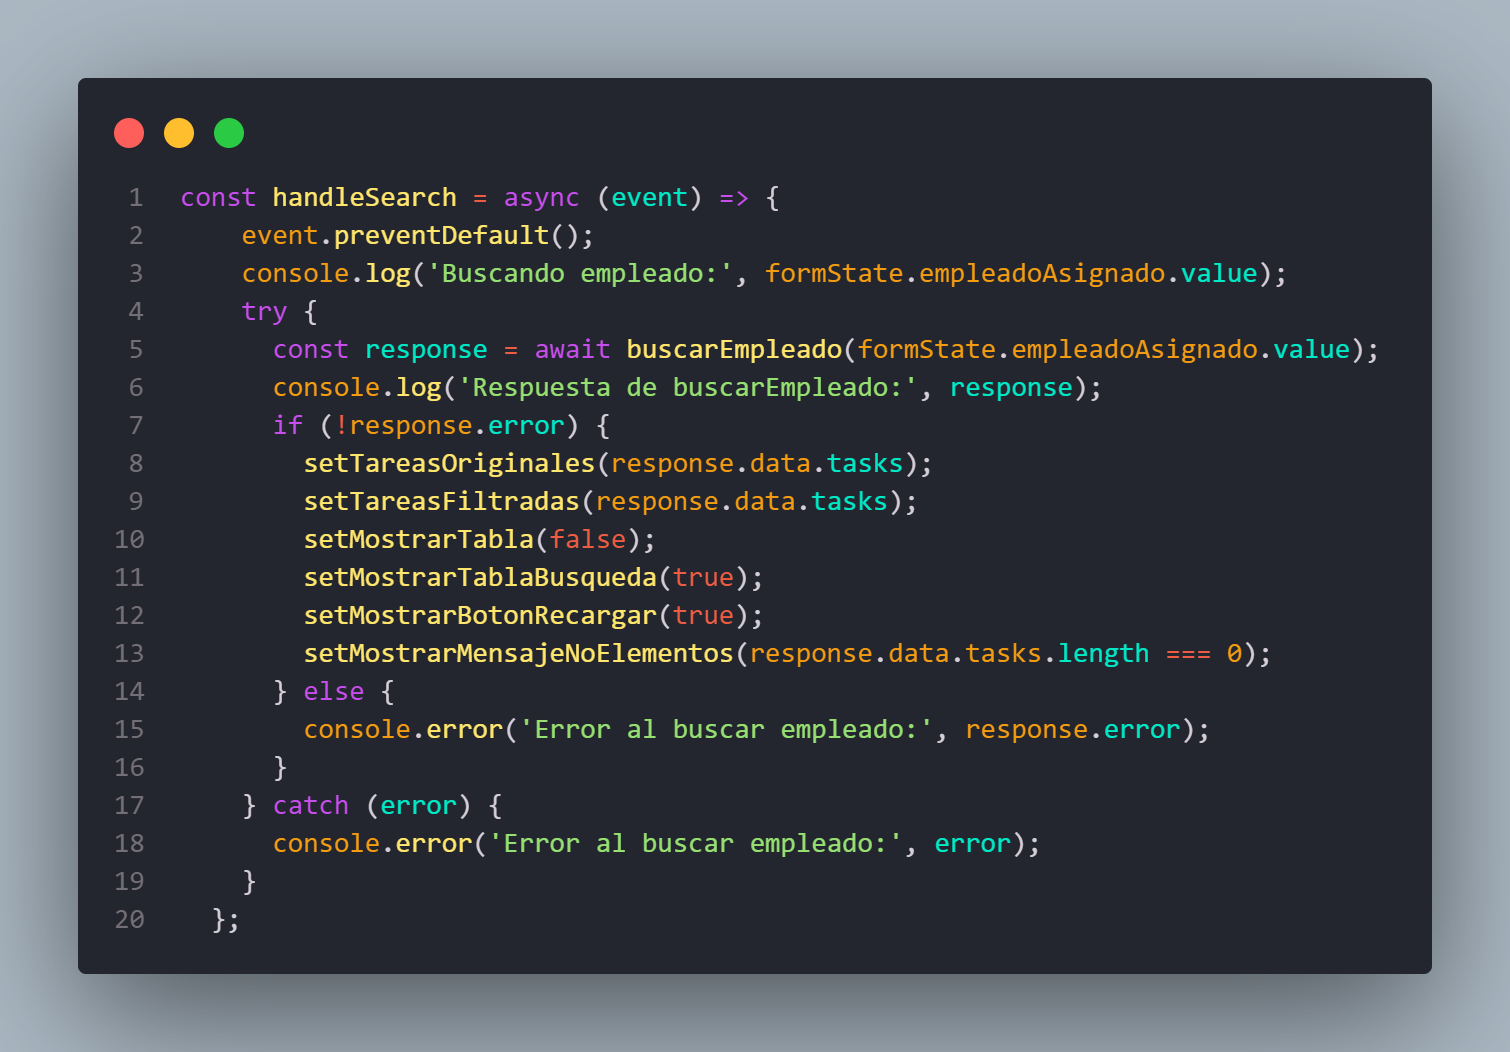 1 const handleSearch = async (event) => {
2 event.preventDefault();
3 console.log('Buscando empleado:', formState.empleadoAsignado.value);
4 try {
5 const response = await buscarEmpleado(formState.empleadoAsignado.value);
6 console.log('Respuesta de buscarEmpleado:', response);
7 if (!response.error) {
8 setTareasOriginales(response.data.tasks);
9 setTareasFiltradas(response.data.tasks);
10 setMostrarTabla(false);
11 setMostrarTablaBusqueda(true);
12 setMostrarBotonRecargar(true);
13 setMostrarMensajeNoElementos(response.data.tasks.length === 0);
14 } else {
15 console.error('Error al buscar empleado:', response.error);
16 }
17 } catch (error) {
18 console.error('Error al buscar empleado:', error);
19 }
20 };